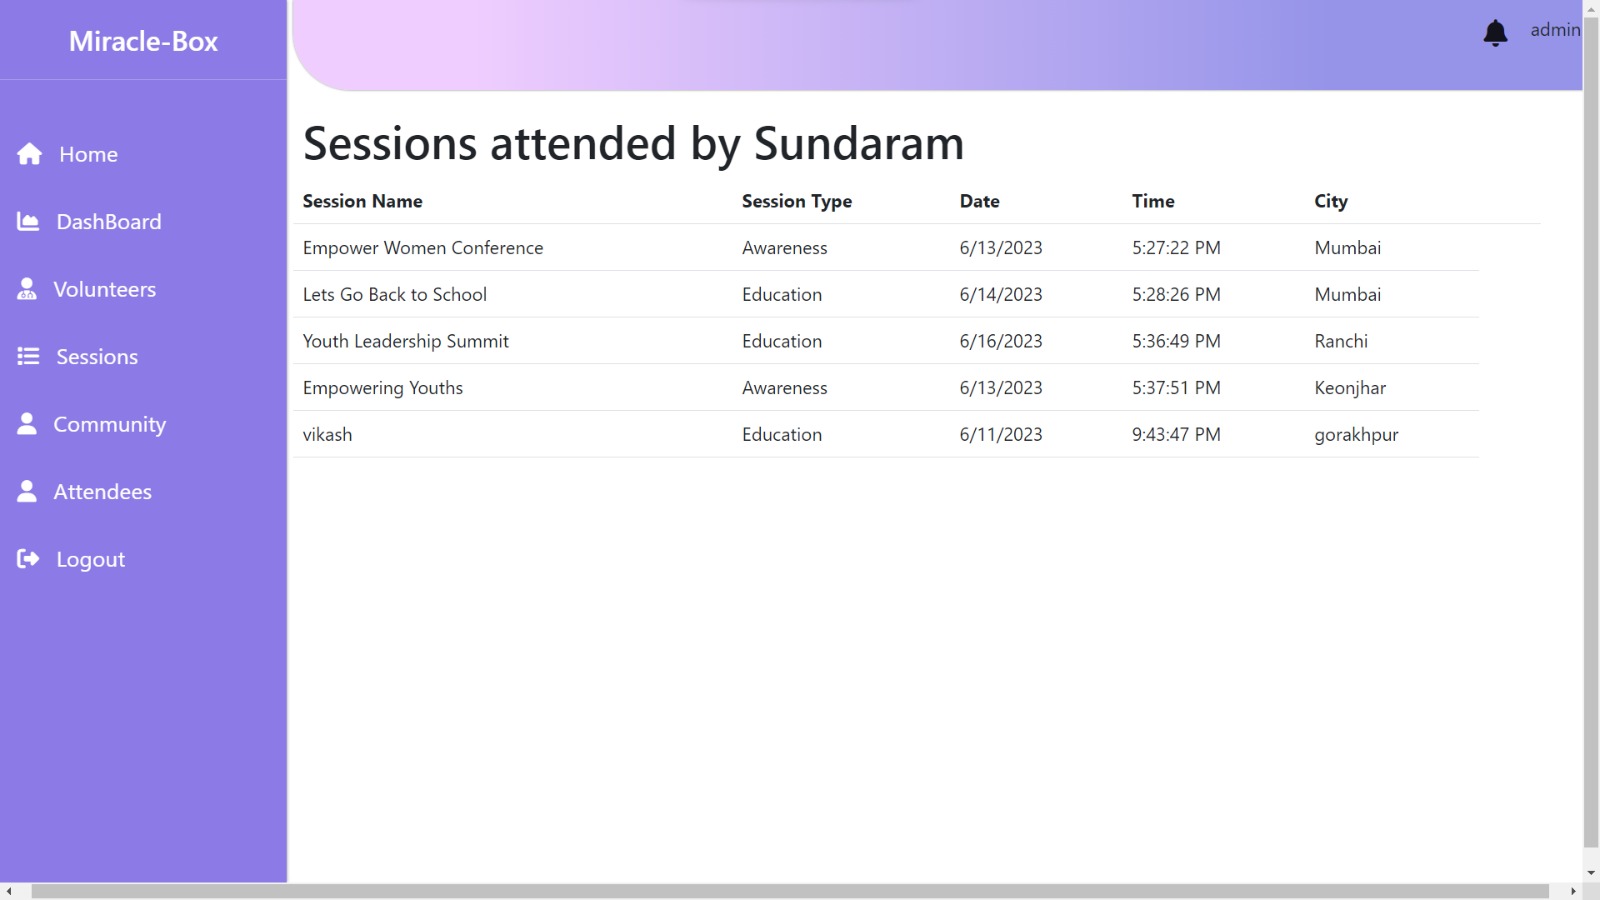 Miracle-Box
admin
Home
DashBoard
Volunteers
Sessions
Community
Attendees
Logout
Sessions attended by Sundaram
Session Name Session Type Date Time City
Empower Women Conference Awareness 6/13/2023 5:27:22 PM Mumbai
Lets Go Back to School Education 6/14/2023 5:28:26 PM Mumbai
Youth Leadership Summit Education 6/16/2023 5:36:49 PM Ranchi
Empowering Youths Awareness 6/13/2023 5:37:51 PM Keonjhar
vikash Education 6/11/2023 9:43:47 PM gorakhpur